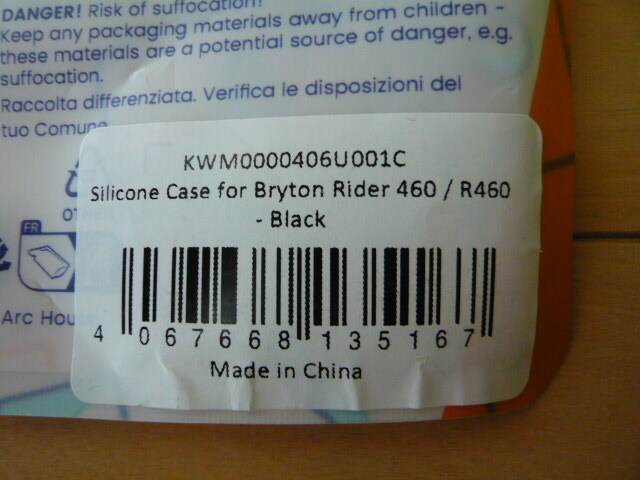 DANGER! Risk of suffocation!
Keep any packaging materials away from children -
these materials are a potential source of danger, e.g.
suffocation.
Raccolta differenziata. Verifica le disposizioni del
tuo Comune
KWM0000406U001C
Silicone Case for Bryton Rider 460 / R460
- Black
FR
Arc
4 067668 135167
Made in China